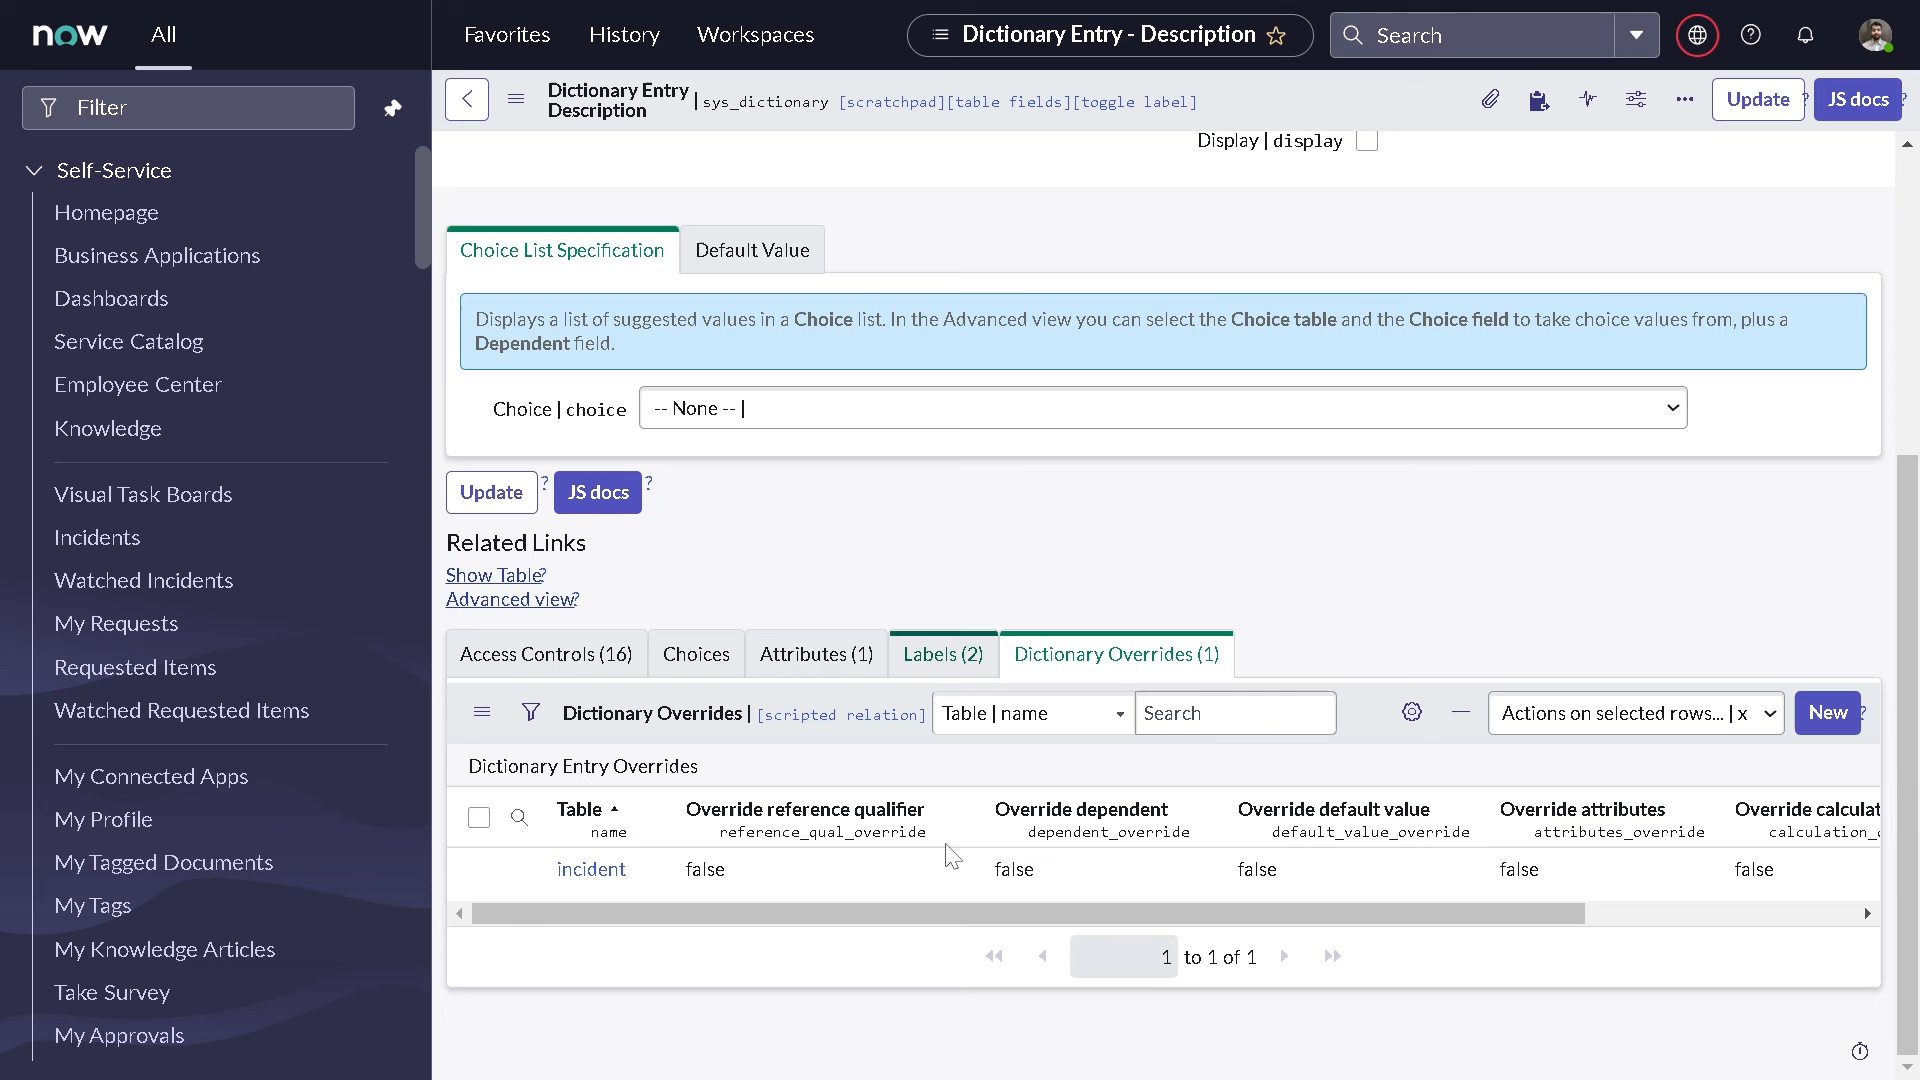 now All Favorites History Workspaces Dictionary Entry - Description Search
Filter
Self-Service
Homepage
Business Applications
Dashboards
Service Catalog
Employee Center
Knowledge
Visual Task Boards
Incidents
Watched Incidents
My Requests
Requested Items
Watched Requested Items
My Connected Apps
My Profile
My Tagged Documents
My Tags
My Knowledge Articles
Take Survey
My Approvals
Dictionary Entry
Description | sys_dictionary [scratchpad][table fields][toggle label] Update ? JS docs ?
Display | display
Choice List Specification Default Value
Displays a list of suggested values in a Choice list. In the Advanced view you can select the Choice table and the Choice field to take choice values from, plus a
Dependent field.
Choice | choice -- None -- |
Update ? JS docs ?
Related Links
Show Table?
Advanced view?
Access Controls (16) Choices Attributes (1) Labels (2) Dictionary Overrides (1)
Dictionary Overrides | [scripted relation] Table | name Search Actions on selected rows... | x New ?
Dictionary Entry Overrides
Table Override reference qualifier Override dependent Override default value Override attributes Override calculat
name reference_qual_override dependent_override default_value_override attributes_override calculation_
incident false false false false false
1 to 1 of 1